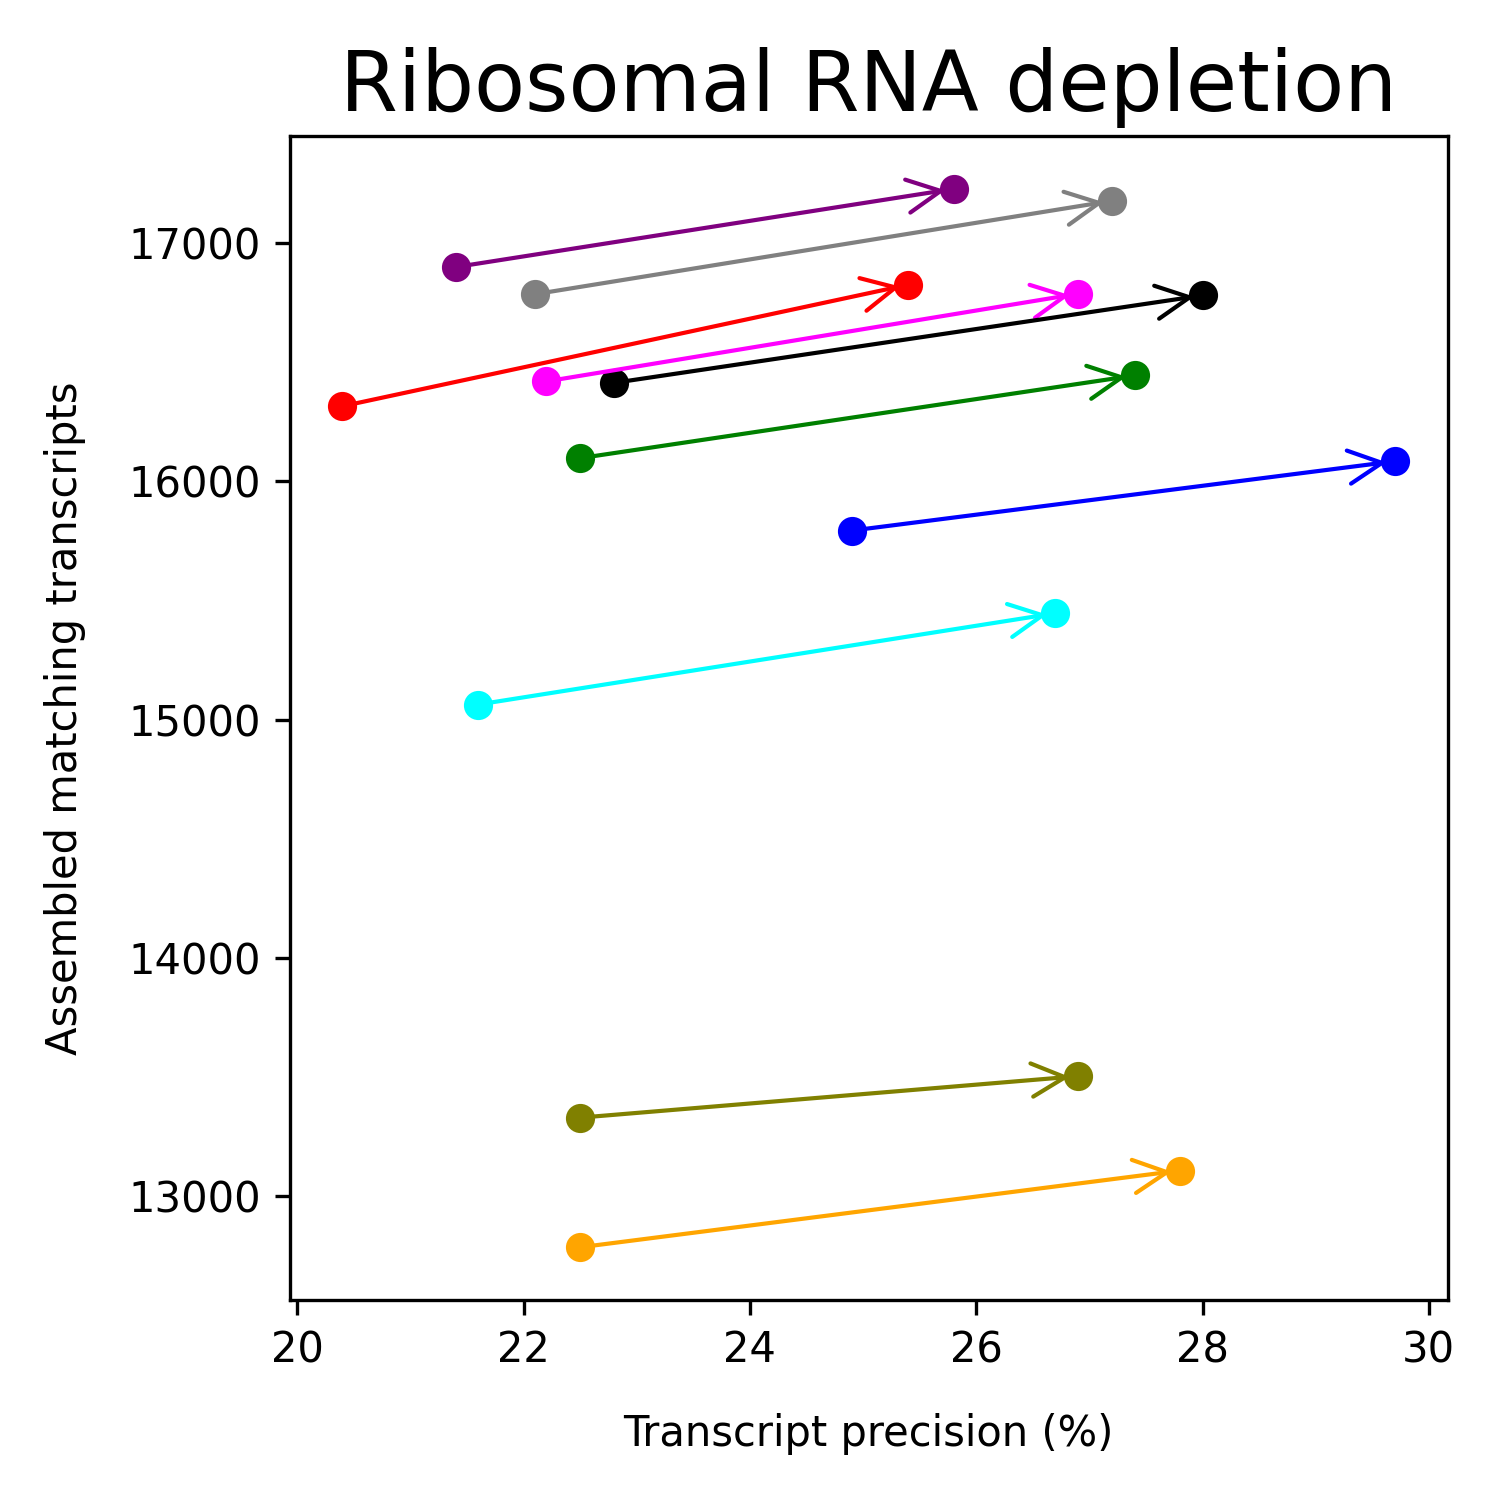 Ribosomal RNA depletion
17000
16000
15000
14000
13000
Assembled matching transcripts
20 22 24 26 28 30
Transcript precision (%)